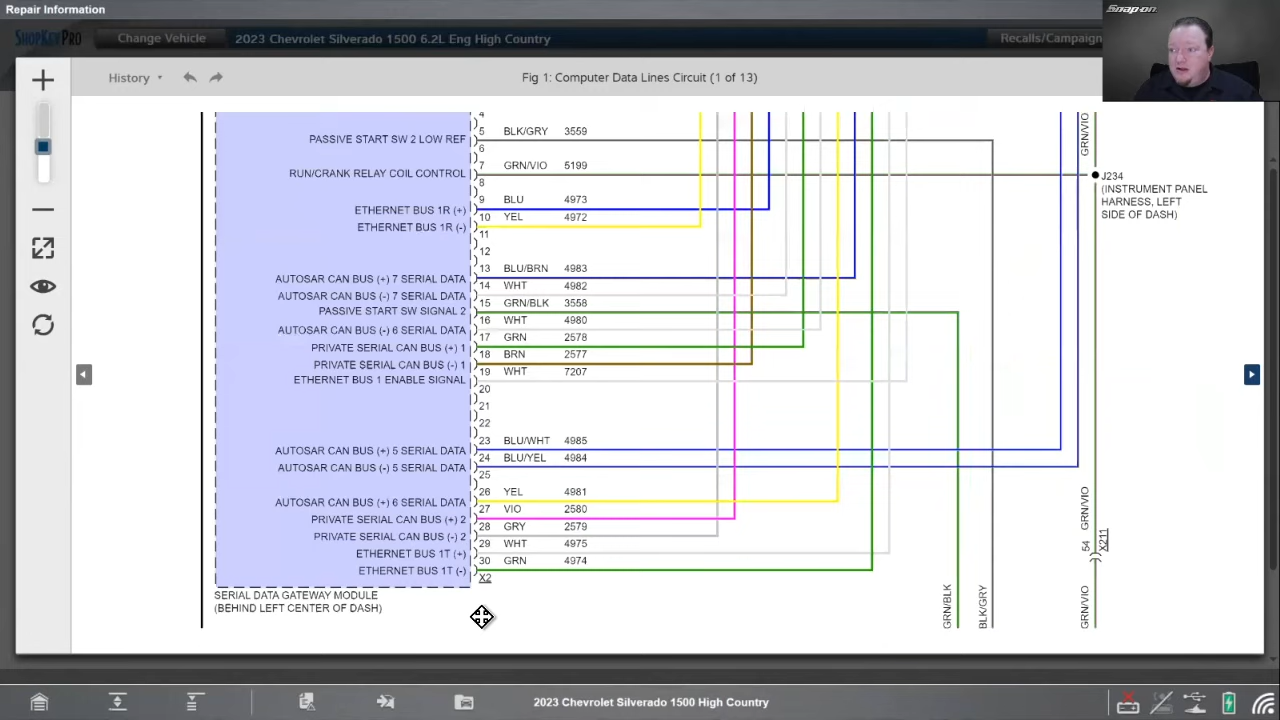 Repair Information
Snap-on
SHOPKEYPRO
Change Vehicle
2023 Chevrolet Silverado 1500 6.2L Eng High Country
Recalls/Campaign
History
Fig 1: Computer Data Lines Circuit (1 of 13)
4
PASSIVE START SW 2 LOW REF 5 BLK/GRY 3559
6
RUN/CRANK RELAY COIL CONTROL 7 GRN/VIO 5199
8
ETHERNET BUS 1R (+) 9 BLU 4973
ETHERNET BUS 1R (-) 10 YEL 4972
11
12
AUTOSAR CAN BUS (+) 7 SERIAL DATA 13 BLU/BRN 4983
AUTOSAR CAN BUS (-) 7 SERIAL DATA 14 WHT 4982
PASSIVE START SW SIGNAL 2 15 GRN/BLK 3558
AUTOSAR CAN BUS (-) 6 SERIAL DATA 16 WHT 4980
PRIVATE SERIAL CAN BUS (+) 1 17 GRN 2578
PRIVATE SERIAL CAN BUS (-) 1 18 BRN 2577
ETHERNET BUS 1 ENABLE SIGNAL 19 WHT 7207
20
21
22
AUTOSAR CAN BUS (+) 5 SERIAL DATA 23 BLU/WHT 4985
AUTOSAR CAN BUS (-) 5 SERIAL DATA 24 BLU/YEL 4984
25
AUTOSAR CAN BUS (+) 6 SERIAL DATA 26 YEL 4981
PRIVATE SERIAL CAN BUS (+) 2 27 VIO 2580
PRIVATE SERIAL CAN BUS (-) 2 28 GRY 2579
ETHERNET BUS 1T (+) 29 WHT 4975
ETHERNET BUS 1T (-) 30 GRN 4974
X2
SERIAL DATA GATEWAY MODULE
(BEHIND LEFT CENTER OF DASH)
GRN/VIO
J234
(INSTRUMENT PANEL
HARNESS, LEFT
SIDE OF DASH)
GRN/VIO
54
X211
GRN/BLK
BLK/GRY
GRN/VIO
2023 Chevrolet Silverado 1500 High Country